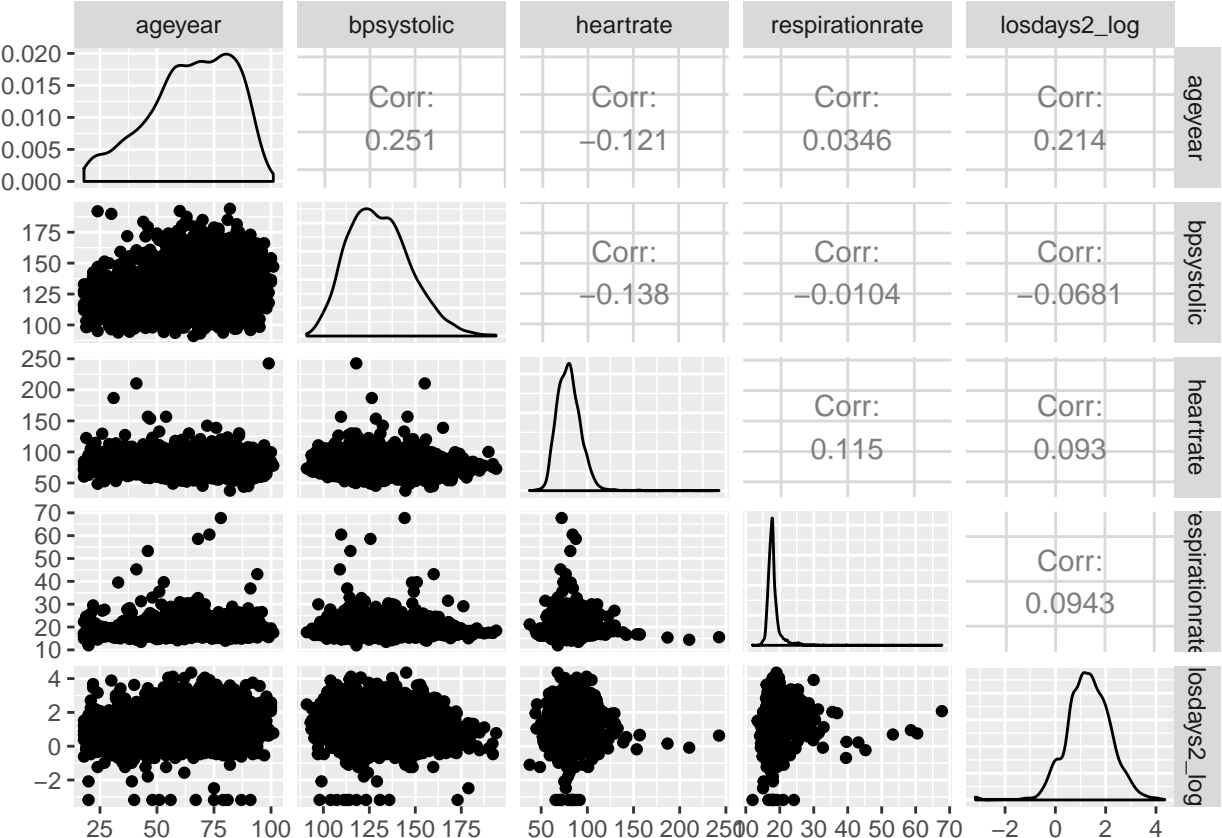 ageyear bpsystolic heartrate respirationrate losdays2_log
0.020
0.015
0.010
0.005
0.000
Corr:
0.251
Corr:
−0.121
Corr:
0.0346
Corr:
0.214
ageyear
175
150
125
100
Corr:
−0.138
Corr:
−0.0104
Corr:
−0.0681
bpsystolic
250
200
150
100
50
Corr:
0.115
Corr:
0.093
heartrate
70
60
50
40
30
20
10
Corr:
0.0943
espirationrate
4
2
0
−2
losdays2_log
25 50 75 100
100 125 150 175
50 100 150 200 250
10 20 30 40 50 60 70
−2 0 2 4